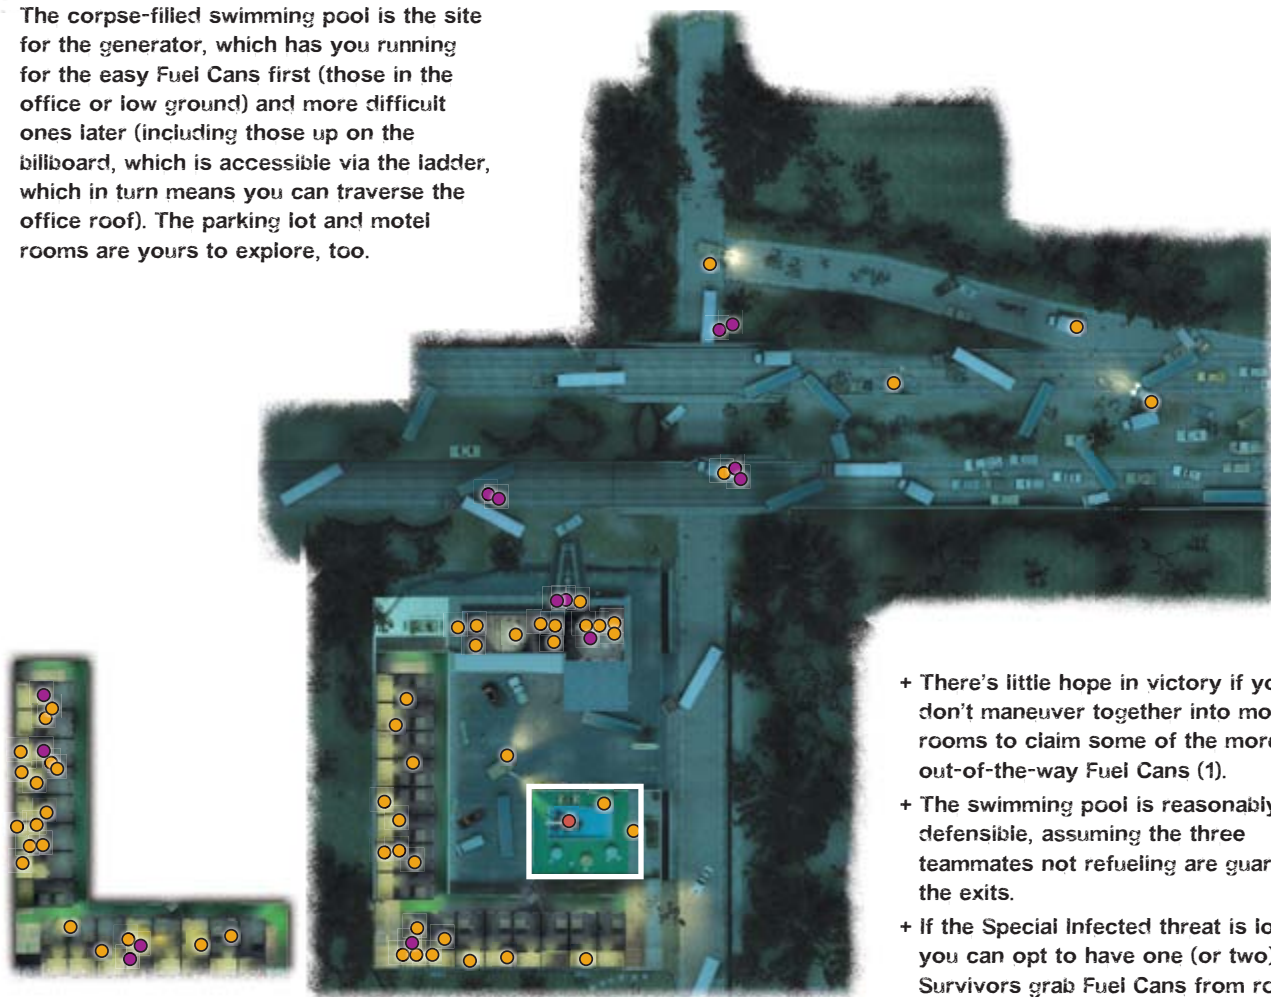 The corpse-filled swimming pool is the site
for the generator, which has you running
for the easy Fuel Cans first (those in the
office or low ground) and more difficult
ones later (including those up on the
billboard, which is accessible via the ladder,
which in turn means you can traverse the
office roof). The parking lot and motel
rooms are yours to explore, too.
+ There's little hope in victory if
don't maneuver together into
rooms to claim some of the
out-of-the-way Fuel Cans (1).
+ The swimming pool is reasonably
defensible, assuming the three
teammates not refueling are
the exits.
+ If the Special Infected threat is
you can opt to have one (or two)
Survivors grab Fuel Cans from